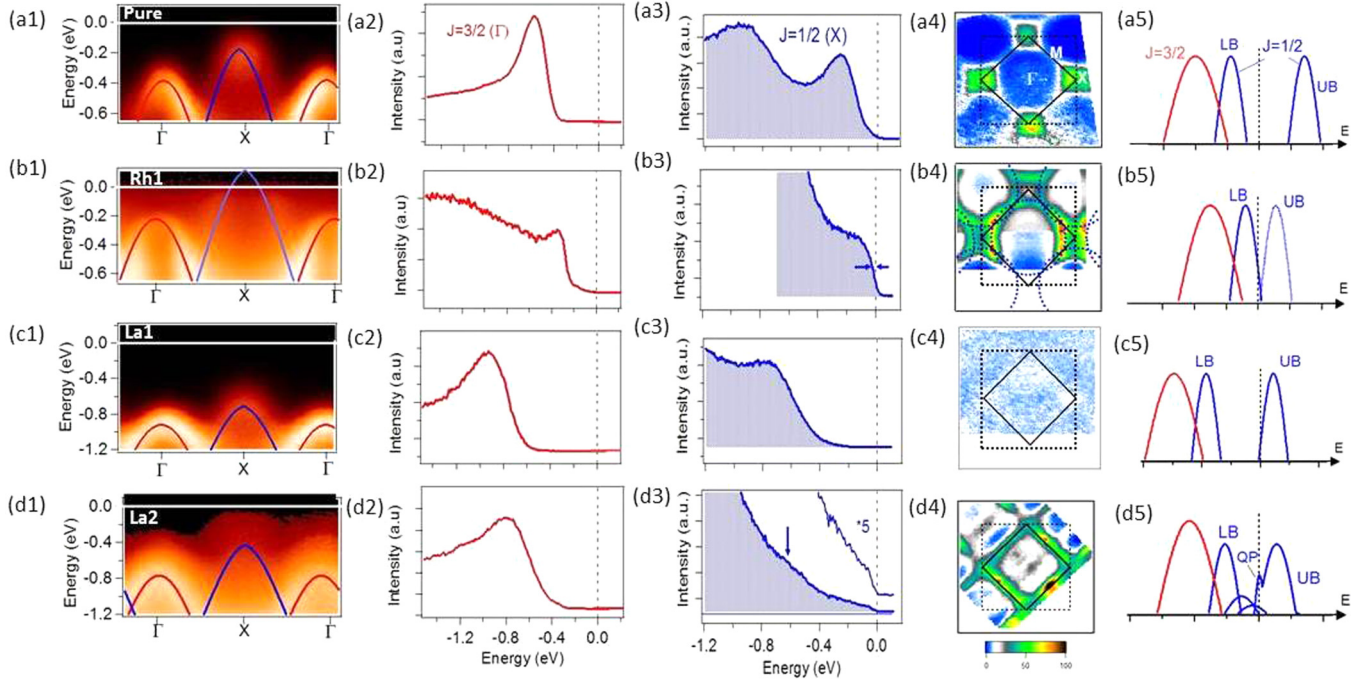 (a1)
Pure
Energy (eV)
0.0
-0.2
-0.4
-0.6
Γ
X
Γ
(a2)
J=3/2 (Γ)
Intensity (a.u)
(a3)
J=1/2 (X)
Intensity (a.u.)
(a4)
M
Γ
X
(a5)
J=3/2
LB
J=1/2
UB
E
(b1)
Rh1
Energy (eV)
0.0
-0.2
-0.4
-0.6
Γ
X
Γ
(b2)
Intensity (a.u)
(b3)
Intensity (a.u.)
(b4)
(b5)
LB
UB
E
(c1)
La1
Energy (eV)
0.0
-0.4
-0.8
-1.2
Γ
X
Γ
(c2)
Intensity (a.u)
(c3)
Intensity (a.u.)
(c4)
(c5)
LB
UB
E
(d1)
La2
Energy (eV)
0.0
-0.4
-0.8
-1.2
Γ
X
Γ
(d2)
Intensity (a.u)
-1.2
-0.8
-0.4
0.0
Energy (eV)
(d3)
*5
Intensity (a.u.)
-1.2
-0.8
-0.4
0.0
Energy (eV)
(d4)
0
50
100
(d5)
LB
QP
UB
E